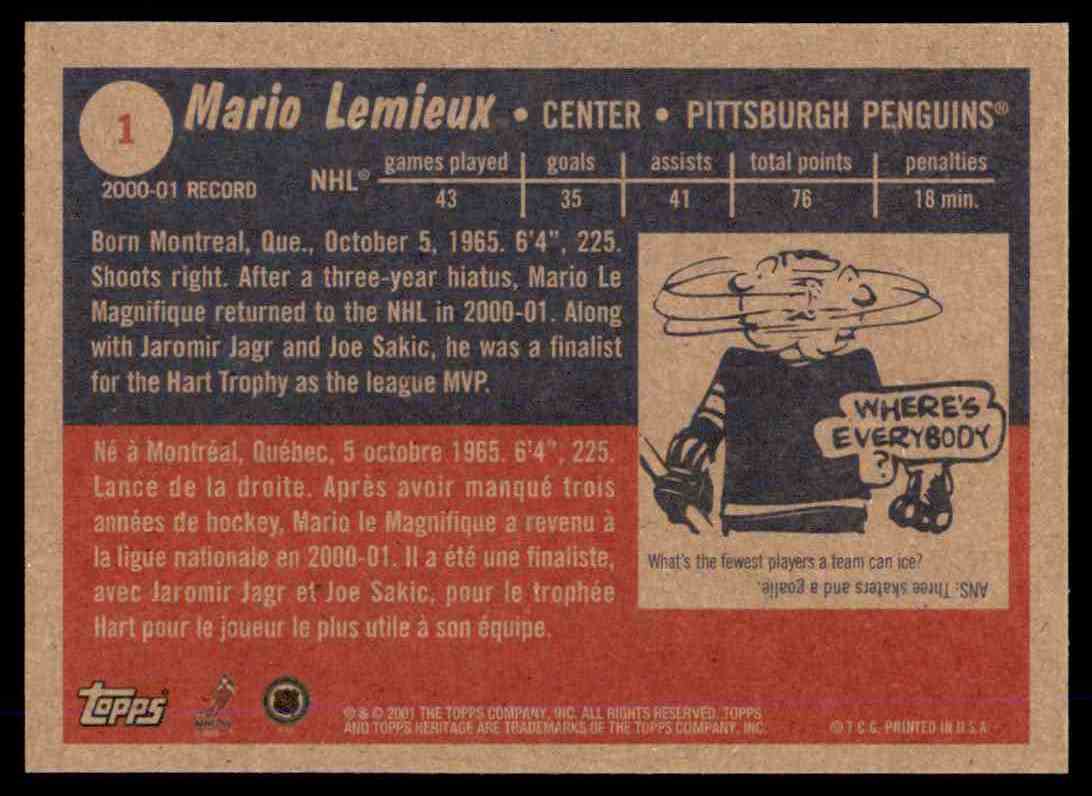 1
Mario Lemieux • CENTER • PITTSBURGH PENGUINS®
2000-01 RECORD
NHL®
games played goals assists total points penalties
43 35 41 76 18 min.
Born Montreal, Que., October 5, 1965. 6'4", 225.
Shoots right. After a three-year hiatus, Mario Le
Magnifique returned to the NHL in 2000-01. Along
with Jaromir Jagr and Joe Sakic, he was a finalist
for the Hart Trophy as the league MVP.
Né à Montréal, Québec, 5 octobre 1965. 6'4", 225.
Lance de la droite. Après avoir manqué trois
années de hockey, Mario le Magnifique a revenu à
la ligue nationale en 2000-01. Il a été une finaliste,
avec Jaromir Jagr et Joe Sakic, pour le trophée
Hart pour le joueur le plus utile à son équipe.
WHERE'S
EVERYBODY
?
What's the fewest players a team can ice?
ANS: Three skaters and a goalie.
Topps
® & © 2001 THE TOPPS COMPANY, INC. ALL RIGHTS RESERVED. TOPPS
AND TOPPS HERITAGE ARE TRADEMARKS OF THE TOPPS COMPANY, INC.
© T.C.G. PRINTED IN U.S.A.